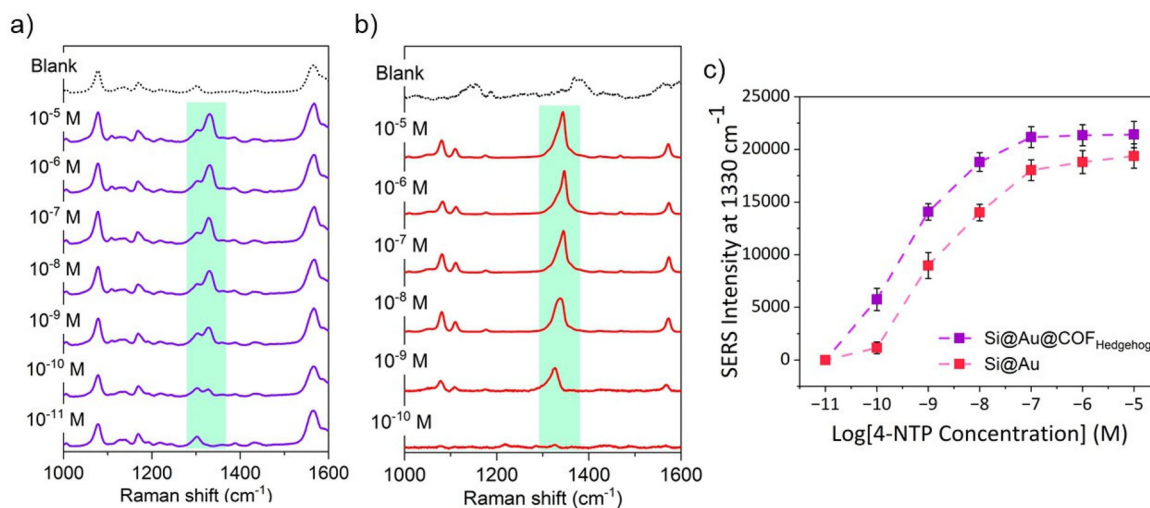 a)
Blank
10⁻⁵ M
10⁻⁶ M
10⁻⁷ M
10⁻⁸ M
10⁻⁹ M
10⁻¹⁰ M
10⁻¹¹ M
1000 1200 1400 1600
Raman shift (cm⁻¹)
b)
Blank
10⁻⁵ M
10⁻⁶ M
10⁻⁷ M
10⁻⁸ M
10⁻⁹ M
10⁻¹⁰ M
1000 1200 1400 1600
Raman shift (cm⁻¹)
c)
SERS Intensity at 1330 cm⁻¹
25000
20000
15000
10000
5000
0
Si@Au@COF_Hedgehog
Si@Au
−11 −10 −9 −8 −7 −6 −5
Log[4-NTP Concentration] (M)